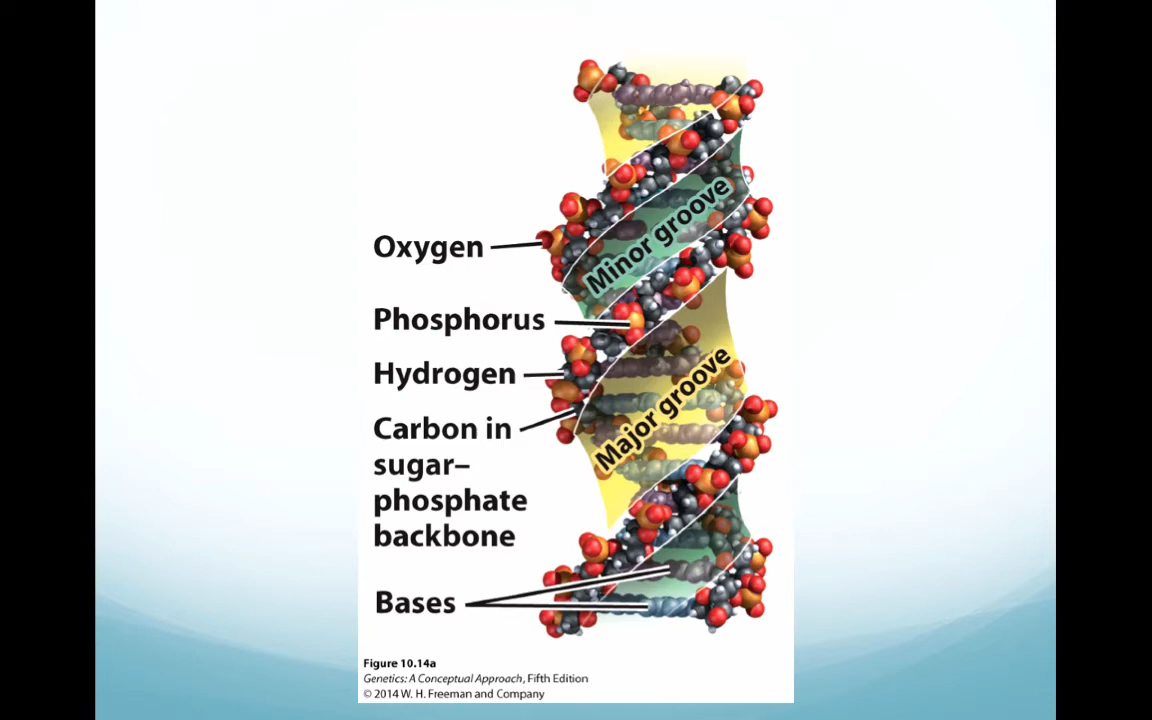 Minor groove
Oxygen
Phosphorus
Hydrogen
Major groove
Carbon in
sugar–
phosphate
backbone
Bases
Figure 10.14a
Genetics: A Conceptual Approach, Fifth Edition
© 2014 W. H. Freeman and Company